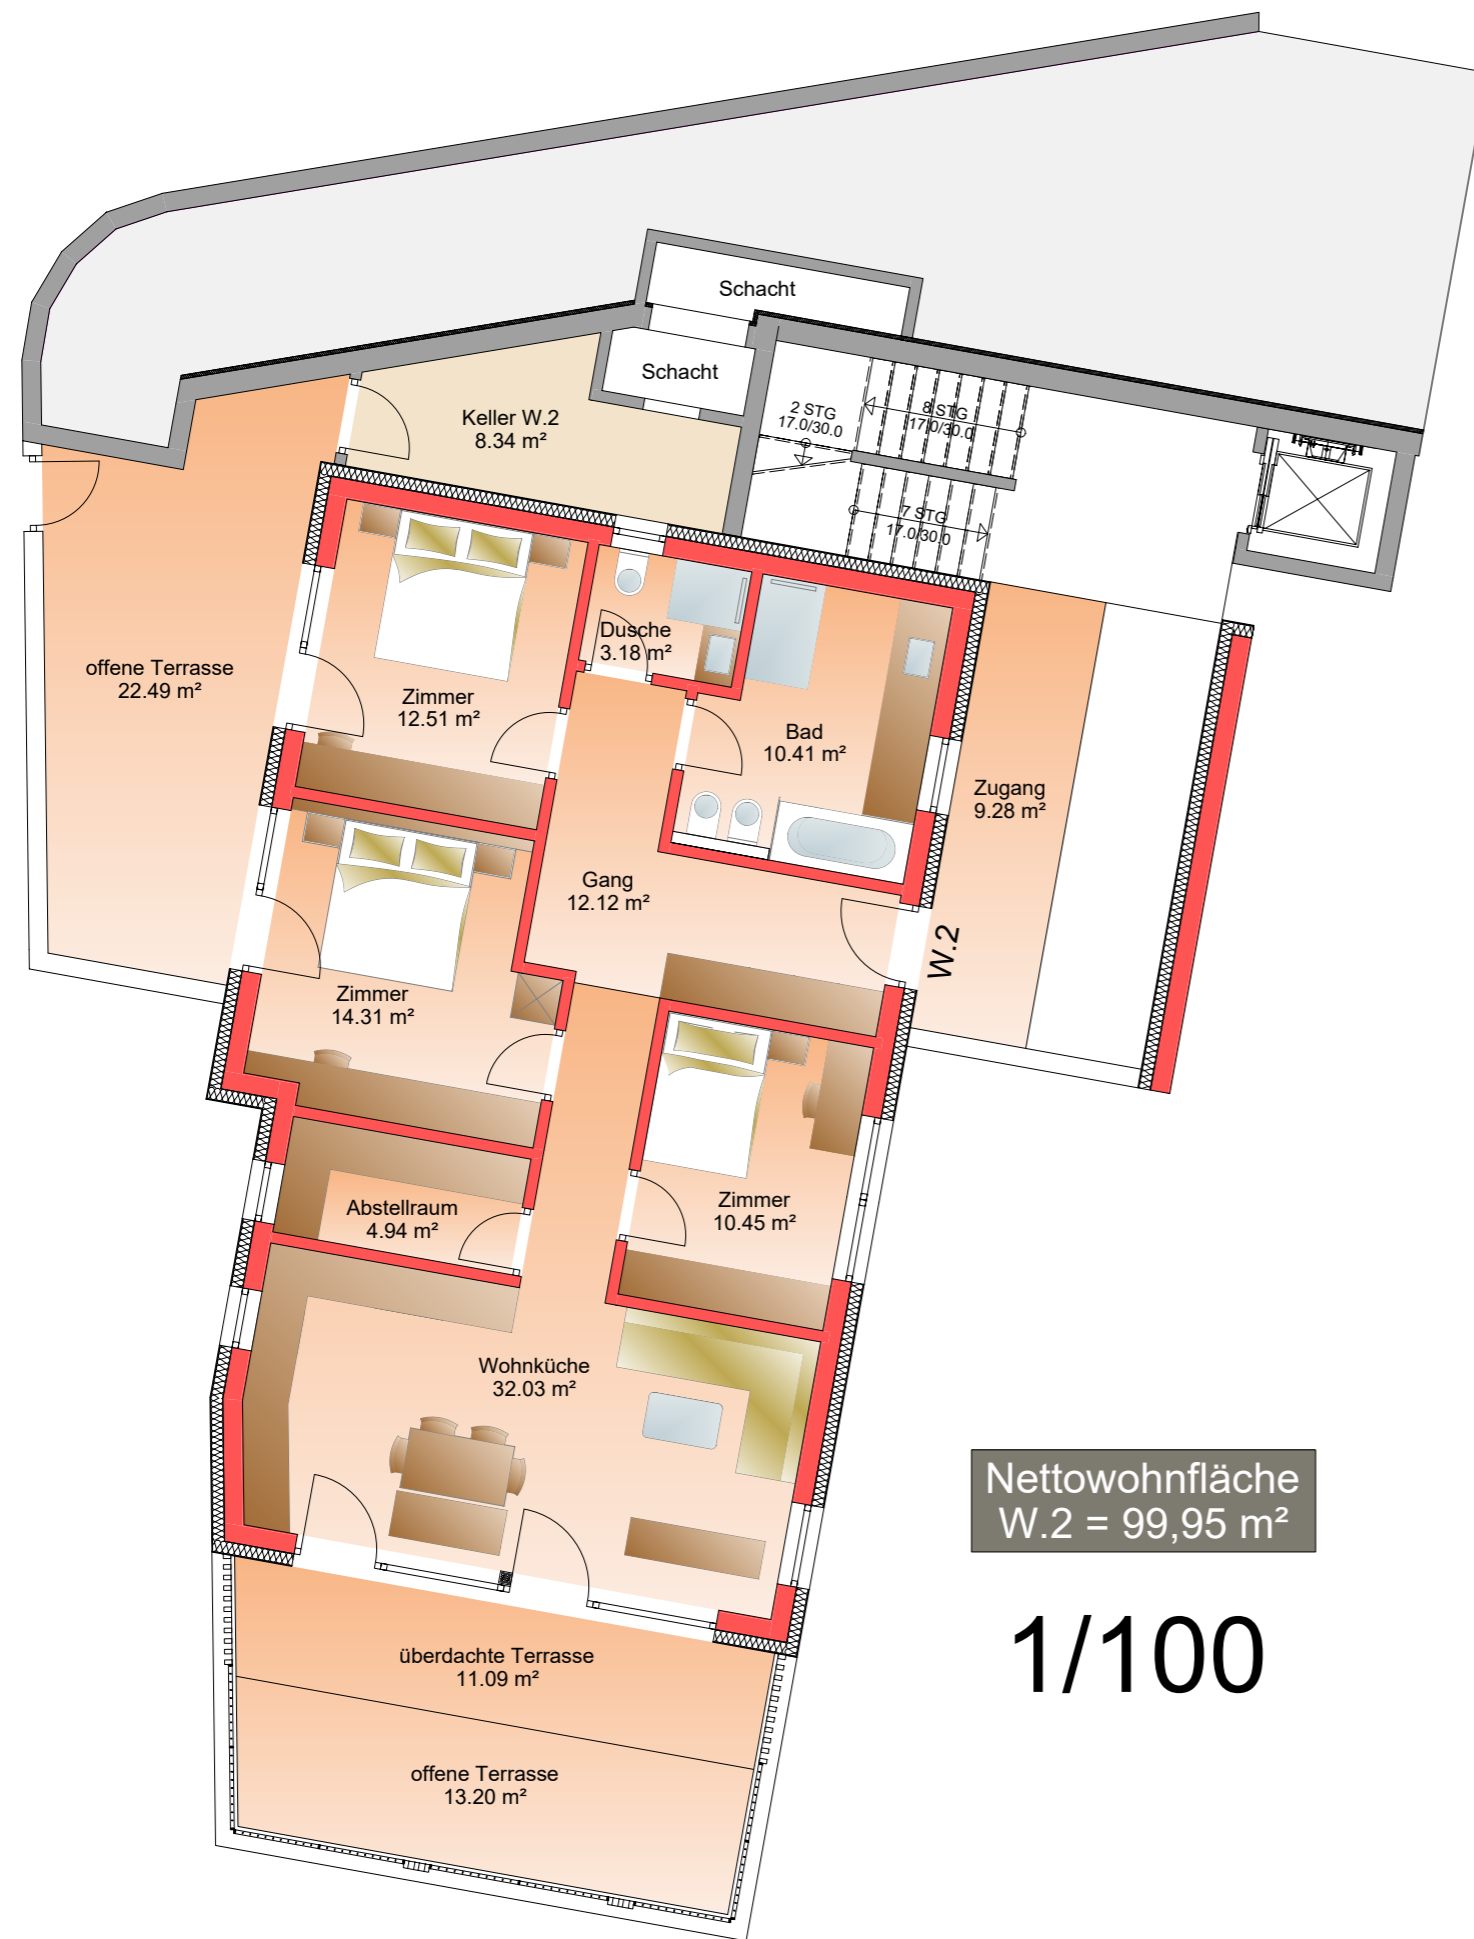 Schacht
Schacht
Keller W.2
8.34 m²
2 STG
17.0/30.0
8 STG
17.0/30.0
7 STG
17.0/30.0
offene Terrasse
22.49 m²
Dusche
3.18 m²
Zimmer
12.51 m²
Bad
10.41 m²
Zugang
9.28 m²
Gang
12.12 m²
W.2
Zimmer
14.31 m²
Zimmer
10.45 m²
Abstellraum
4.94 m²
Wohnküche
32.03 m²
Nettowohnfläche
W.2 = 99,95 m²
1/100
überdachte Terrasse
11.09 m²
offene Terrasse
13.20 m²